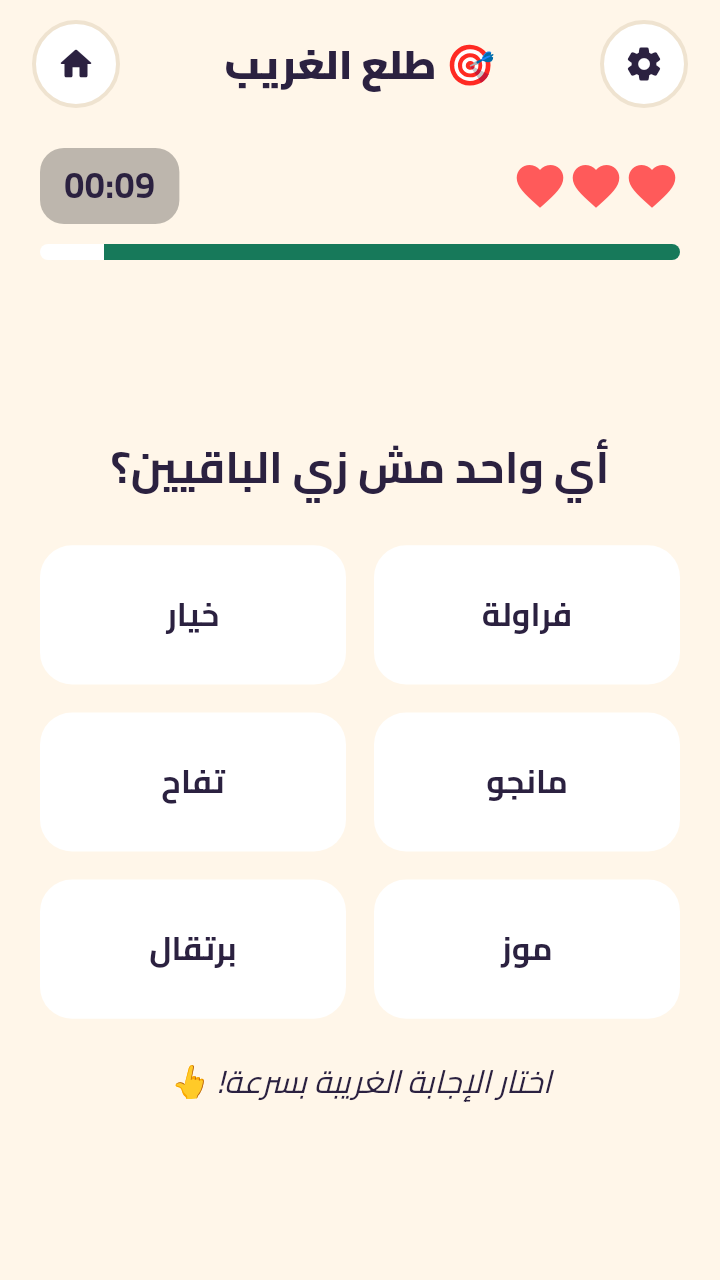 🎯 طلع الغريب
00:09
أي واحد مش زي الباقيين؟
فراولة
خيار
مانجو
تفاح
موز
برتقال
اختار الإجابة الغريبة بسرعة! 👆